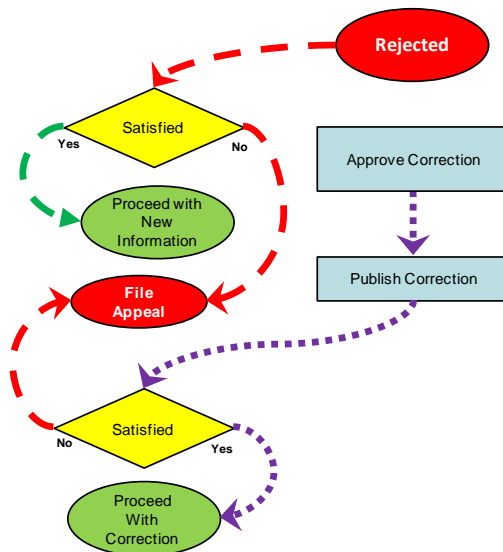 Rejected
Satisfied
Yes
No
Approve Correction
Proceed with
New
Information
Publish Correction
File
Appeal
Satisfied
No
Yes
Proceed
With
Correction